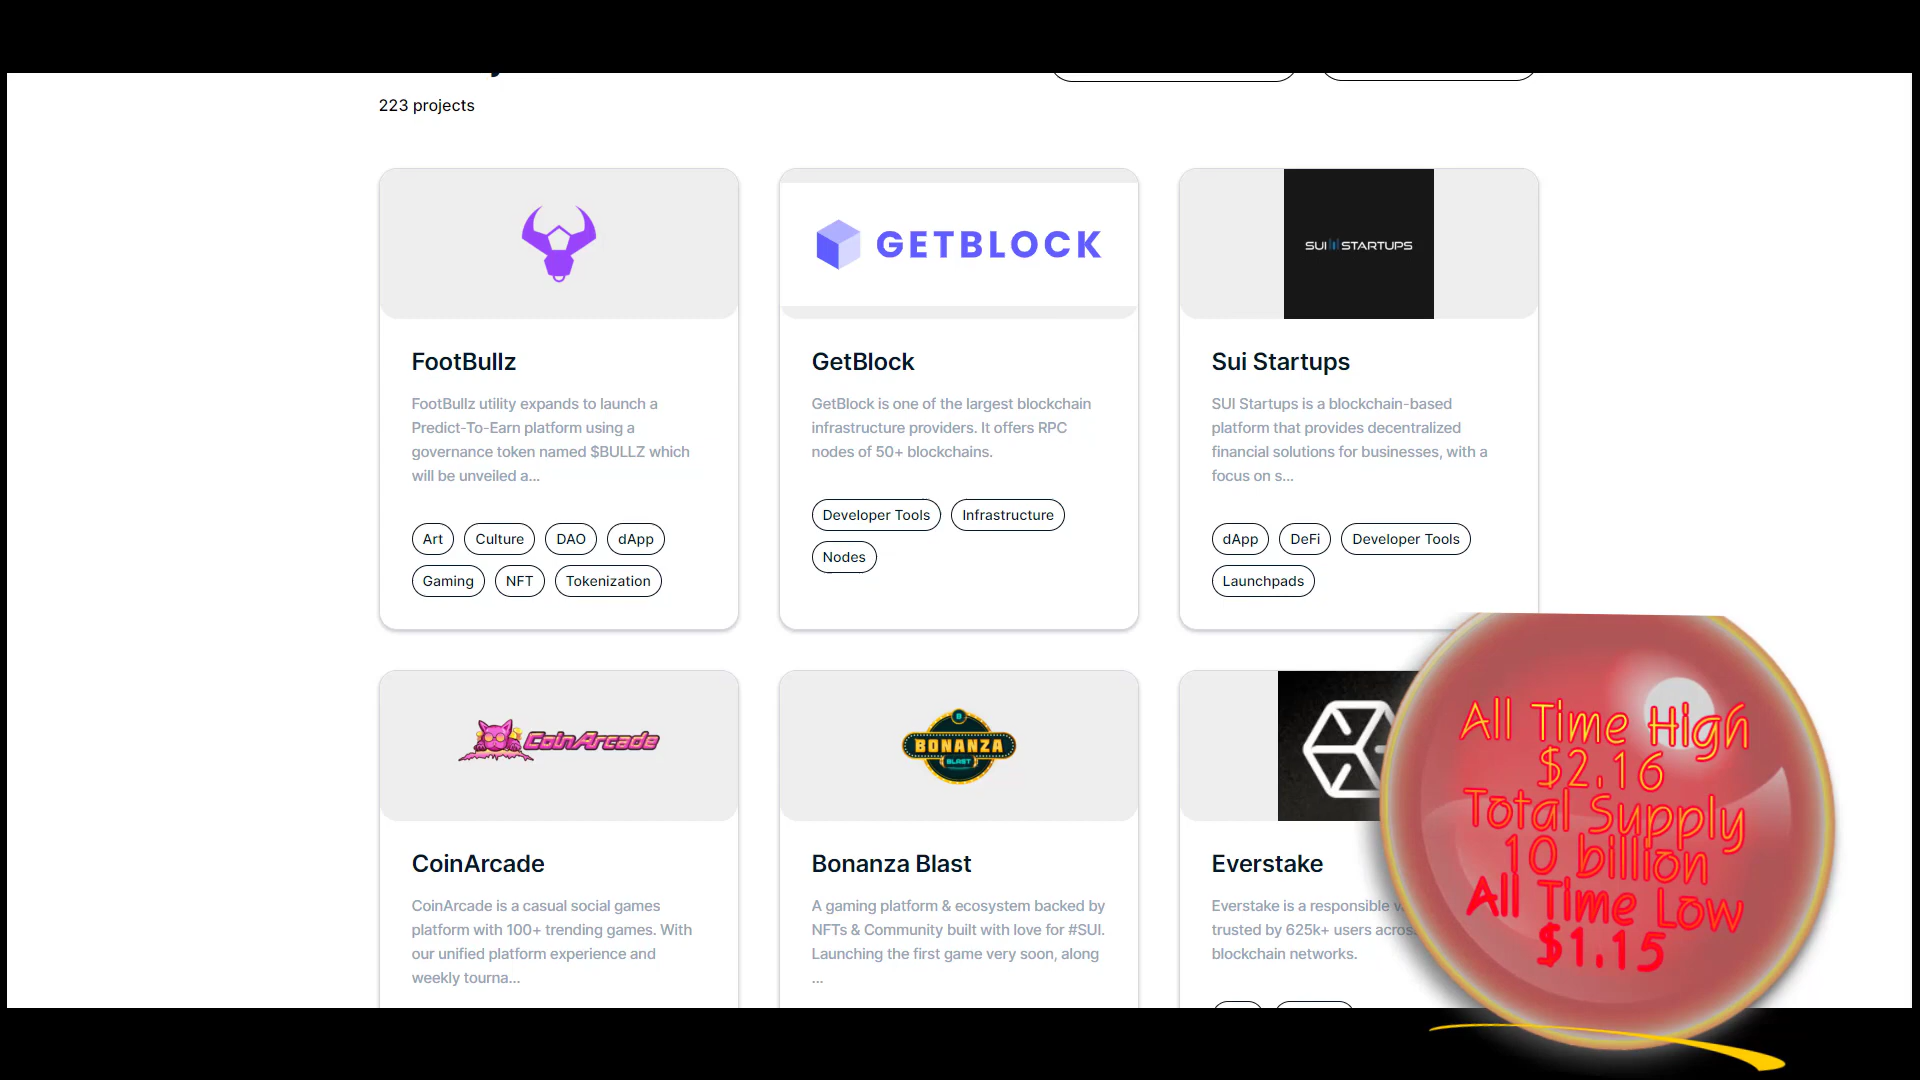 223 projects
GETBLOCK
SUI STARTUPS
FootBullz
FootBullz utility expands to launch a
Predict-To-Earn platform using a
governance token named $BULLZ which
will be unveiled a...
Art Culture DAO dApp
Gaming NFT Tokenization
GetBlock
GetBlock is one of the largest blockchain
infrastructure providers. It offers RPC
nodes of 50+ blockchains.
Developer Tools Infrastructure
Nodes
Sui Startups
SUI Startups is a blockchain-based
platform that provides decentralized
financial solutions for businesses, with a
focus on s...
dApp DeFi Developer Tools
Launchpads
CoinArcade
B
BONANZA
BLAST
CoinArcade
CoinArcade is a casual social games
platform with 100+ trending games. With
our unified platform experience and
weekly tourna...
Bonanza Blast
A gaming platform & ecosystem backed by
NFTs & Community built with love for #SUI.
Launching the first game very soon, along
...
Everstake
Everstake is a responsible
trusted by 625k+ users
blockchain networks.
All Time High
$2.16
Total Supply
10 billion
All Time Low
$1.15